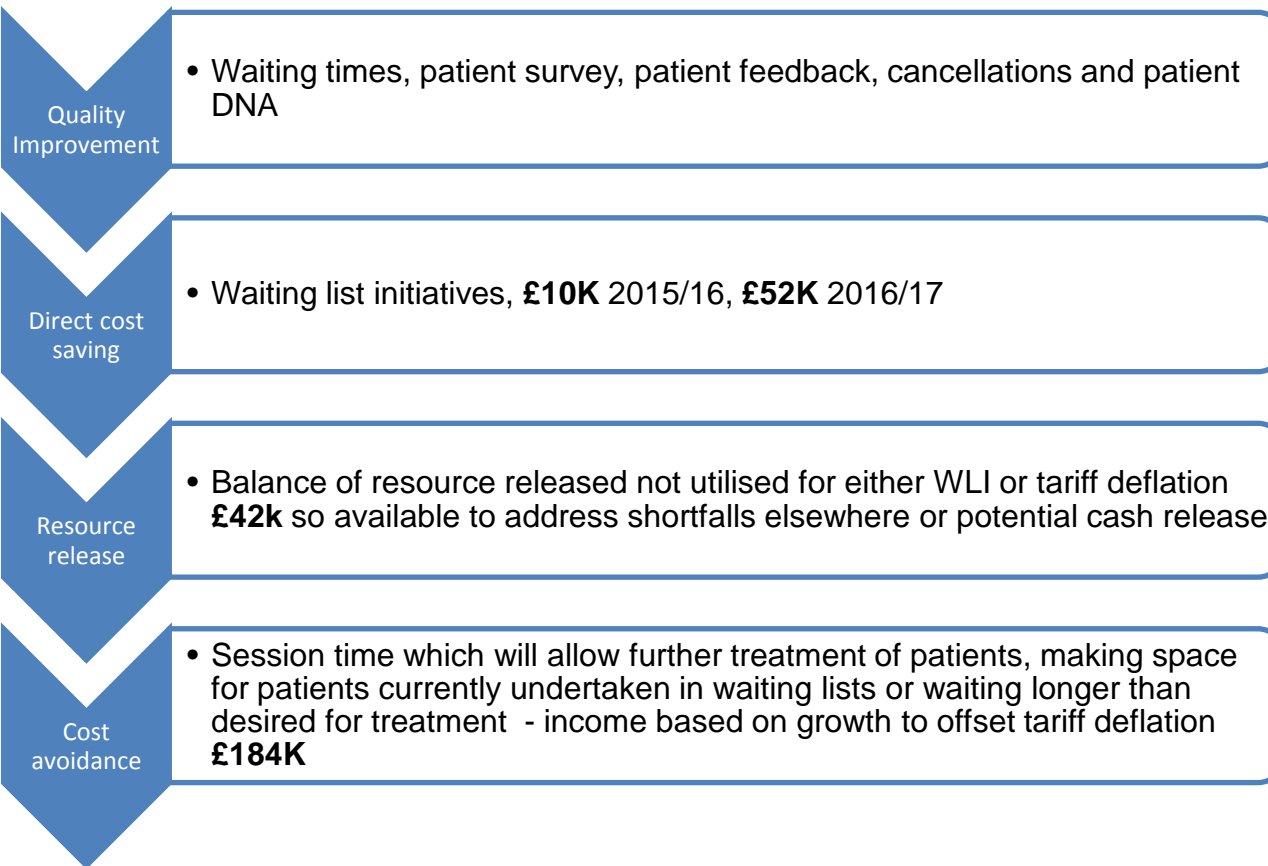 Quality
Improvement
• Waiting times, patient survey, patient feedback, cancellations and patient
DNA
Direct cost
saving
• Waiting list initiatives, £10K 2015/16, £52K 2016/17
Resource
release
• Balance of resource released not utilised for either WLI or tariff deflation
£42k so available to address shortfalls elsewhere or potential cash release
Cost
avoidance
• Session time which will allow further treatment of patients, making space
for patients currently undertaken in waiting lists or waiting longer than
desired for treatment  - income based on growth to offset tariff deflation
£184K